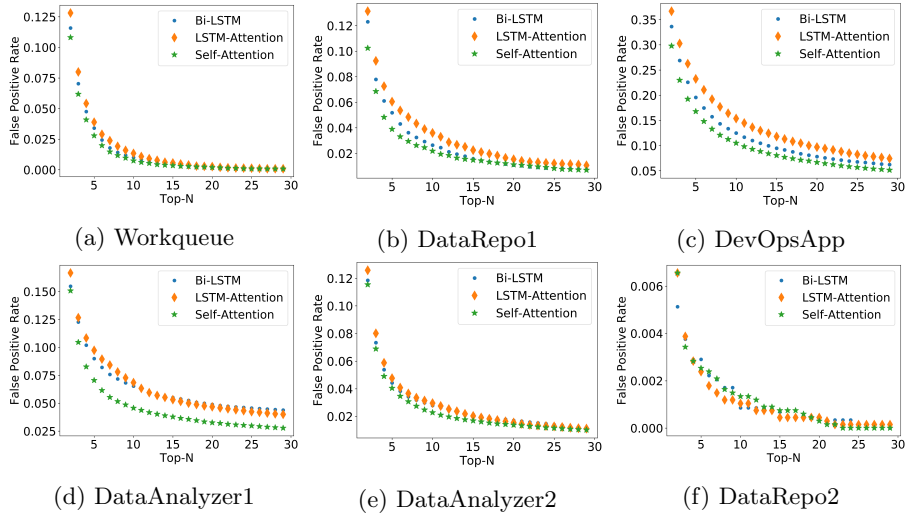 0.125
0.100
0.075
0.050
0.025
0.000
False Positive Rate
Bi-LSTM
LSTM-Attention
Self-Attention
5 10 15 20 25 30
Top-N
(a) Workqueue
0.12
0.10
0.08
0.06
0.04
0.02
False Positive Rate
Bi-LSTM
LSTM-Attention
Self-Attention
5 10 15 20 25 30
Top-N
(b) DataRepo1
0.35
0.30
0.25
0.20
0.15
0.10
0.05
False Positive Rate
Bi-LSTM
LSTM-Attention
Self-Attention
5 10 15 20 25 30
Top-N
(c) DevOpsApp
0.150
0.125
0.100
0.075
0.050
0.025
False Positive Rate
Bi-LSTM
LSTM-Attention
Self-Attention
5 10 15 20 25 30
Top-N
(d) DataAnalyzer1
0.12
0.10
0.08
0.06
0.04
0.02
False Positive Rate
Bi-LSTM
LSTM-Attention
Self-Attention
5 10 15 20 25 30
Top-N
(e) DataAnalyzer2
0.006
0.004
0.002
0.000
False Positive Rate
Bi-LSTM
LSTM-Attention
Self-Attention
5 10 15 20 25 30
Top-N
(f) DataRepo2